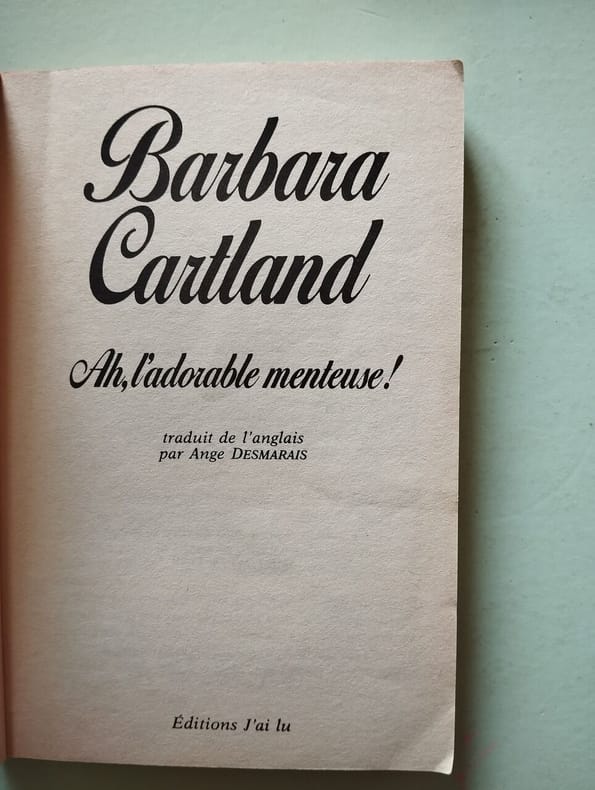 Barbara
Cartland
Ah, l'adorable menteuse!
traduit de l'anglais
par Ange DESMARAIS
Éditions J'ai lu